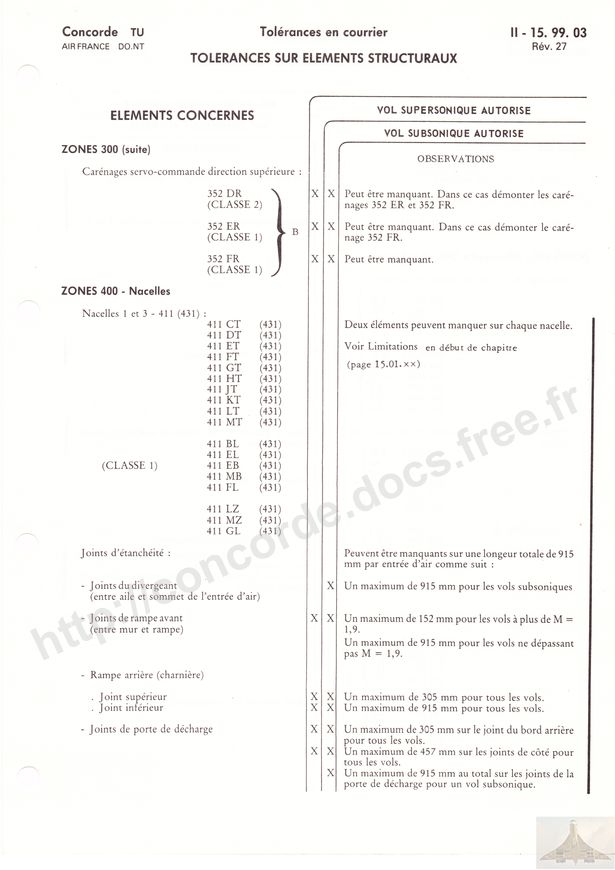 Concorde TU
AIR FRANCE DO.NT
Tolérances en courrier
II - 15. 99. 03
Rév. 27
TOLERANCES SUR ELEMENTS STRUCTURAUX
ELEMENTS CONCERNES
VOL SUPERSONIQUE AUTORISE
VOL SUBSONIQUE AUTORISE
OBSERVATIONS
ZONES 300 (suite)
Carénages servo-commande direction supérieure :
352 DR X X Peut être manquant. Dans ce cas démonter les caré-
(CLASSE 2) nages 352 ER et 352 FR.
352 ER B X X Peut être manquant. Dans ce cas démonter le caré-
(CLASSE 1) nage 352 FR.
352 FR X X Peut être manquant.
(CLASSE 1)
ZONES 400 - Nacelles
Nacelles 1 et 3 - 411 (431) :
411 CT (431) Deux éléments peuvent manquer sur chaque nacelle.
411 DT (431)
411 ET (431) Voir Limitations en début de chapitre
411 FT (431)
411 GT (431) (page 15.01.××)
411 HT (431)
411 JT (431)
411 KT (431)
411 LT (431)
411 MT (431)
411 BL (431)
411 EL (431)
(CLASSE 1) 411 EB (431)
411 MB (431)
411 FL (431)
411 LZ (431)
411 MZ (431)
411 GL (431)
Joints d'étanchéité : Peuvent être manquants sur une longeur totale de 915
mm par entrée d'air comme suit :
- Joints du divergeant X Un maximum de 915 mm pour les vols subsoniques
(entre aile et sommet de l'entrée d'air)
- Joints de rampe avant X X Un maximum de 152 mm pour les vols à plus de M =
(entre mur et rampe) 1,9.
Un maximum de 915 mm pour les vols ne dépassant
pas M = 1,9.
- Rampe arrière (charnière)
. Joint supérieur X X Un maximum de 305 mm pour tous les vols.
. Joint inférieur X X Un maximum de 915 mm pour tous les vols.
- Joints de porte de décharge X X Un maximum de 305 mm sur le joint du bord arrière
pour tous les vols.
X X Un maximum de 457 mm sur les joints de côté pour
tous les vols.
X Un maximum de 915 mm au total sur les joints de la
porte de décharge pour un vol subsonique.
http://concorde.docs.free.fr